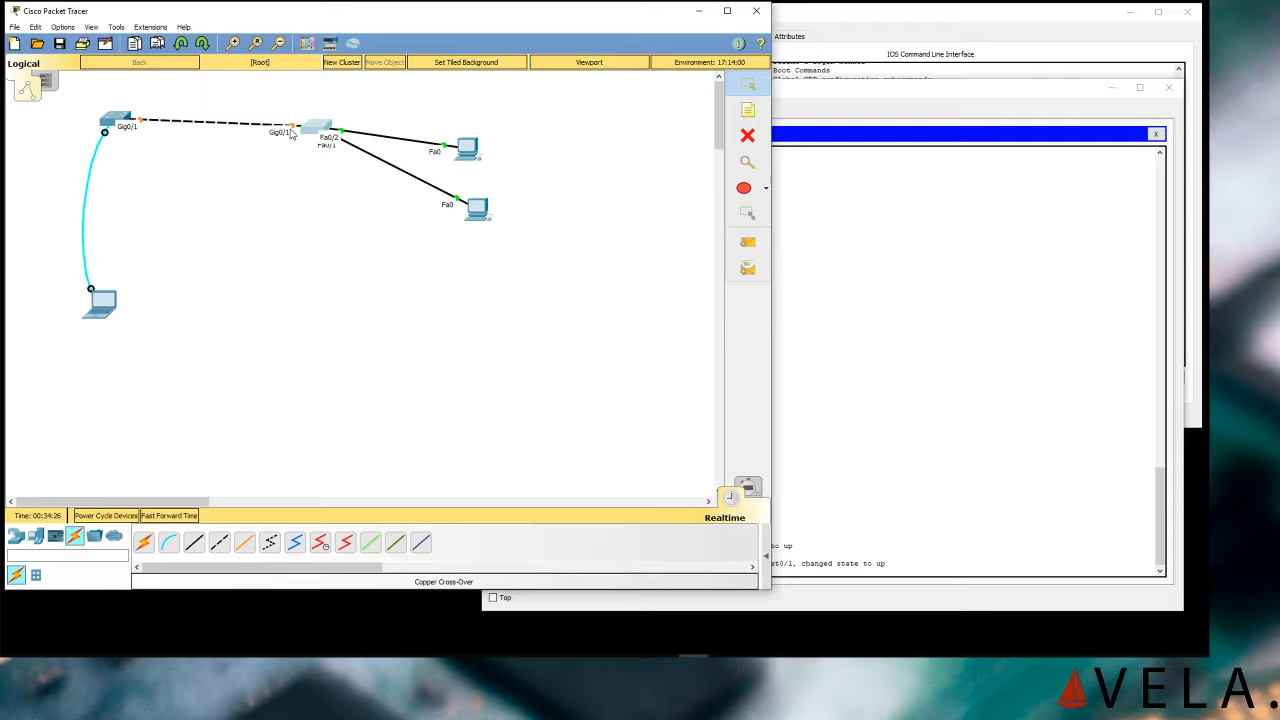 Cisco Packet Tracer
File Edit Options View Tools Extensions Help
Logical
Back
[Root]
New Cluster
Move Object
Set Tiled Background
Viewport
Environment: 17:14:00
Attributes
IOS Command Line Interface
Boot Commands
X
Gig0/1
Gig0/1
Fa0/2
Fa0/1
Fa0
Fa0
Time: 00:34:26
Power Cycle Devices
Fast Forward Time
Realtime
to up
et0/1, changed state to up
Copper Cross-Over
Top
VELA.